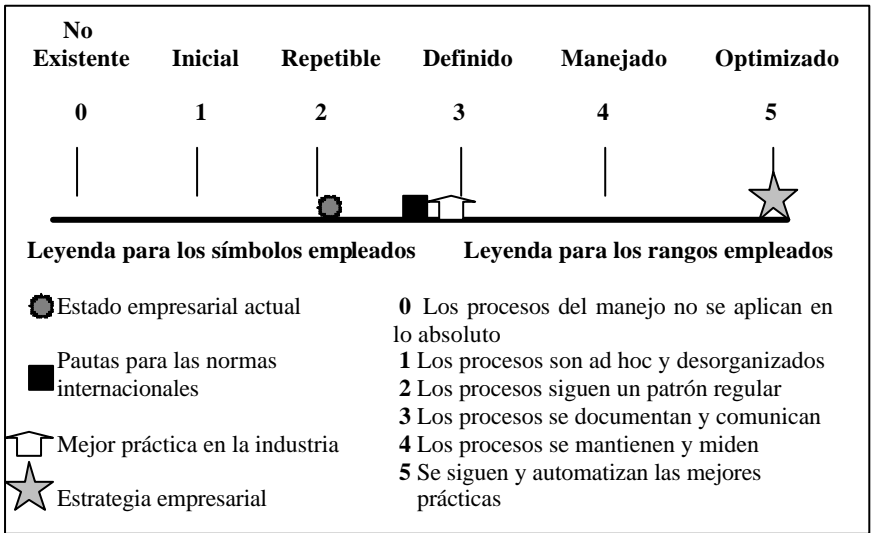 No
Existente Inicial Repetible Definido Manejado Optimizado
0 1 2 3 4 5
Leyenda para los símbolos empleados
Estado empresarial actual
Pautas para las normas
internacionales
Mejor práctica en la industria
Estrategia empresarial
Leyenda para los rangos empleados
0 Los procesos del manejo no se aplican en
lo absoluto
1 Los procesos son ad hoc y desorganizados
2 Los procesos siguen un patrón regular
3 Los procesos se documentan y comunican
4 Los procesos se mantienen y miden
5 Se siguen y automatizan las mejores
prácticas